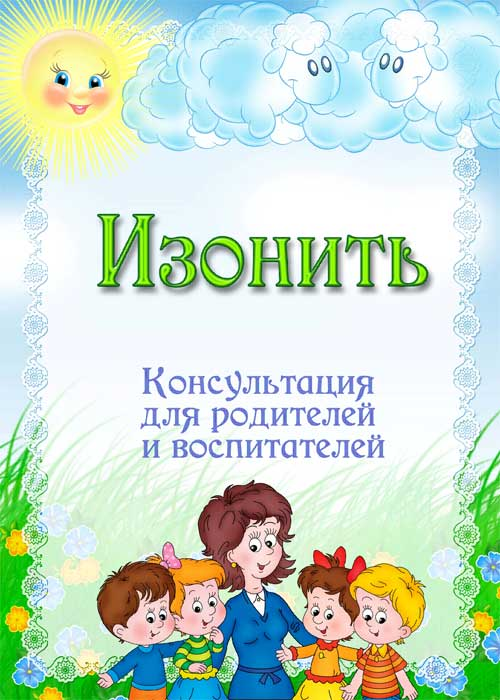 Изонить
Консультация
для родителей
и воспитателей